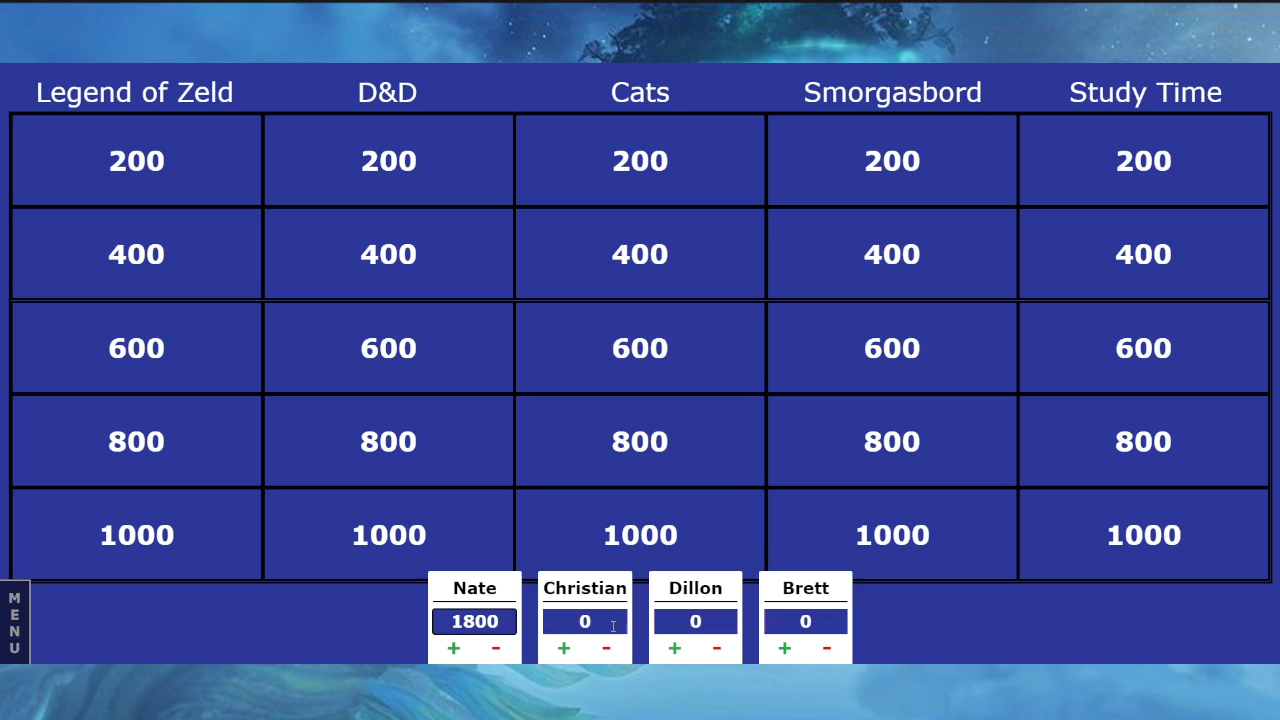 Legend of Zeld D&D Cats Smorgasbord Study Time
200 200 200 200 200
400 400 400 400 400
600 600 600 600 600
800 800 800 800 800
1000 1000 1000 1000 1000
MENU
Nate Christian Dillon Brett
1800 0 0 0
+ - + - + - + -